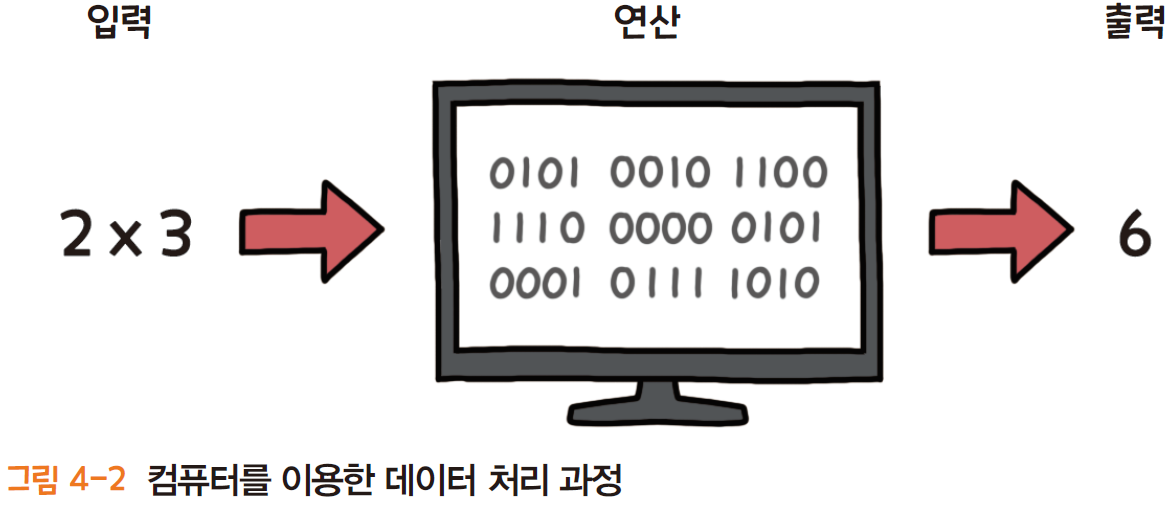 입력 연산 출력
0101 0010 1100
2 x 3 1110 0000 0101 6
0001 0111 1010
그림 4-2 컴퓨터를 이용한 데이터 처리 과정